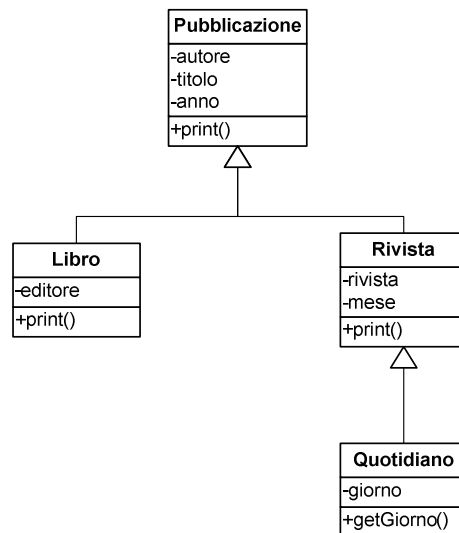 Pubblicazione
-autore
-titolo
-anno
+print()
Libro
-editore
+print()
Rivista
-rivista
-mese
+print()
Quotidiano
-giorno
+getGiorno()